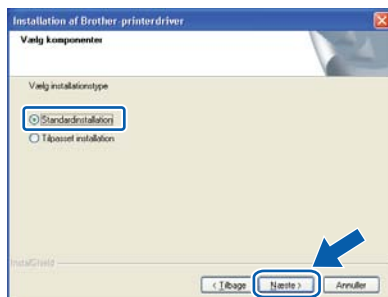 Installation af Brother-printerdriver
Vælg komponenter
Vælg installationstype
Standardinstallation
Tilpasset installation
InstallShield
< Tilbage Næste > Annuller